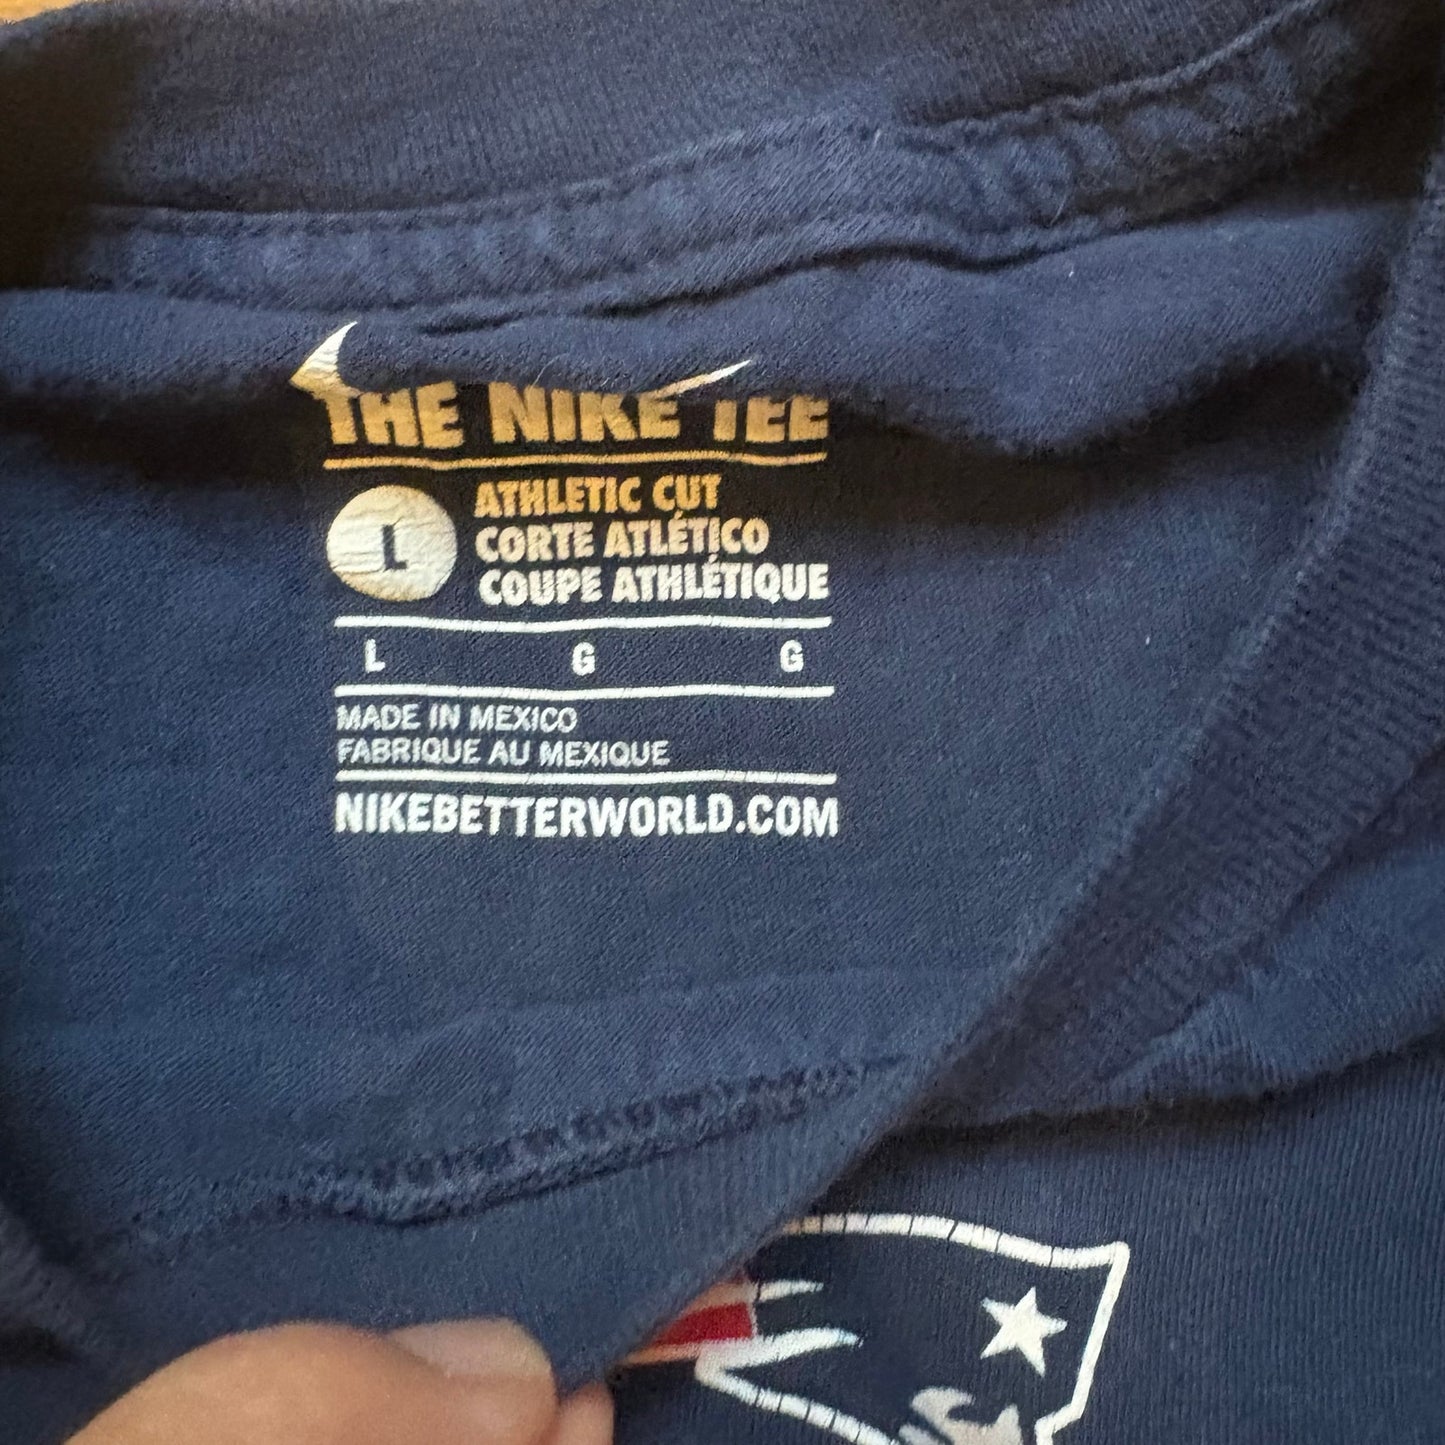 THE NIKE TEE
L
ATHLETIC CUT
CORTE ATLÉTICO
COUPE ATHLÉTIQUE
L G G
MADE IN MEXICO
FABRIQUE AU MEXIQUE
NIKEBETTERWORLD.COM